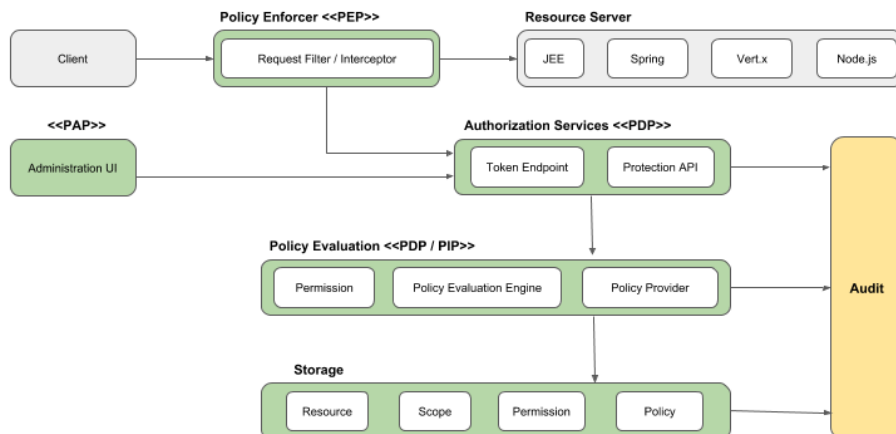 Policy Enforcer <<PEP>>
Resource Server
Client
Request Filter / Interceptor
JEE
Spring
Vert.x
Node.js
<<PAP>>
Authorization Services <<PDP>>
Administration UI
Token Endpoint
Protection API
Policy Evaluation <<PDP / PIP>>
Permission
Policy Evaluation Engine
Policy Provider
Audit
Storage
Resource
Scope
Permission
Policy